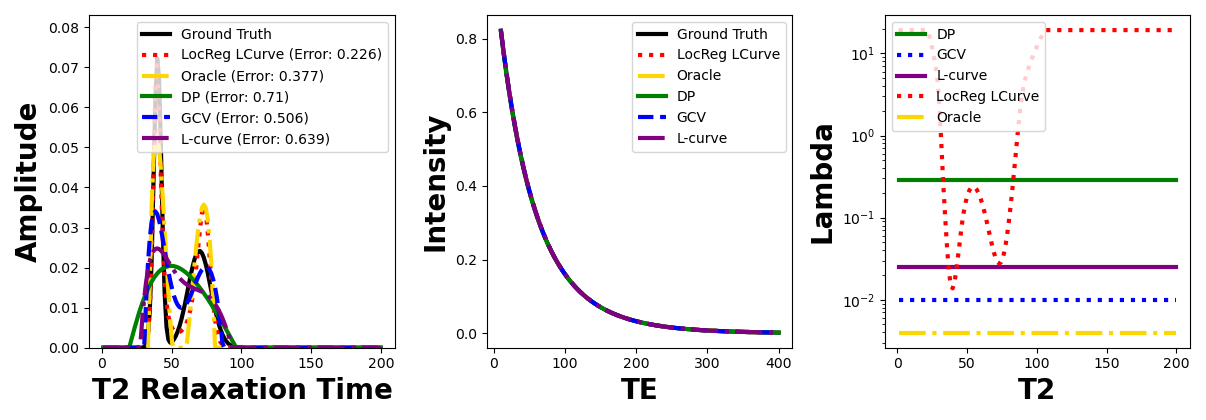 Amplitude
0.08
0.07
0.06
0.05
0.04
0.03
0.02
0.01
0.00
Ground Truth
LocReg LCurve (Error: 0.226)
Oracle (Error: 0.377)
DP (Error: 0.71)
GCV (Error: 0.506)
L-curve (Error: 0.639)
0 50 100 150 200
T2 Relaxation Time
Intensity
0.8
0.6
0.4
0.2
0.0
Ground Truth
LocReg LCurve
Oracle
DP
GCV
L-curve
0 100 200 300 400
TE
Lambda
10¹
10⁰
10⁻¹
10⁻²
DP
GCV
L-curve
LocReg LCurve
Oracle
0 50 100 150 200
T2